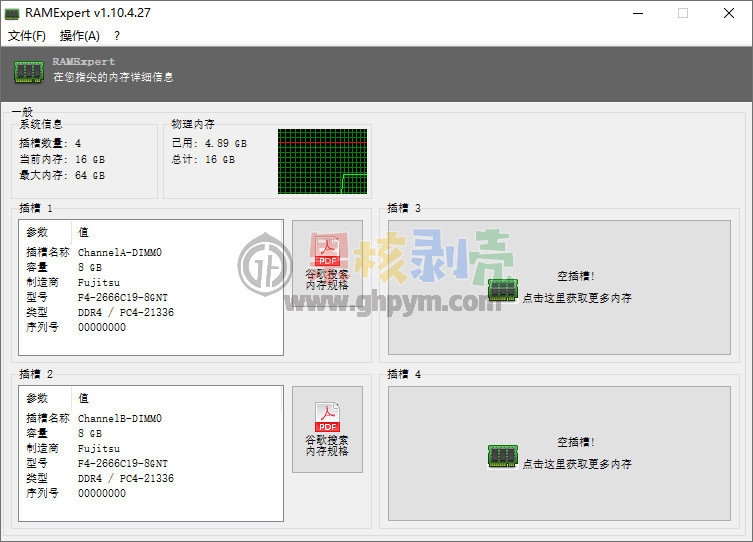 RAMExpert v1.10.4.27
文件(F) 操作(A) ?
RAMExpert
在您指尖的内存详细信息
一般
系统信息
插槽数量: 4
当前内存: 16 GB
最大内存: 64 GB
物理内存
已用: 4.89 GB
总计: 16 GB
插槽 1
参数 值
插槽名称 ChannelA-DIMM0
容量 8 GB
制造商 Fujitsu
型号 F4-2666C19-8GNT
类型 DDR4 / PC4-21336
序列号 00000000
PDF
谷歌搜索
内存规格
插槽 3
空插槽!
点击这里获取更多内存
果核剥壳
www.ghpym.com
插槽 2
参数 值
插槽名称 ChannelB-DIMM0
容量 8 GB
制造商 Fujitsu
型号 F4-2666C19-8GNT
类型 DDR4 / PC4-21336
序列号 00000000
PDF
谷歌搜索
内存规格
插槽 4
空插槽!
点击这里获取更多内存